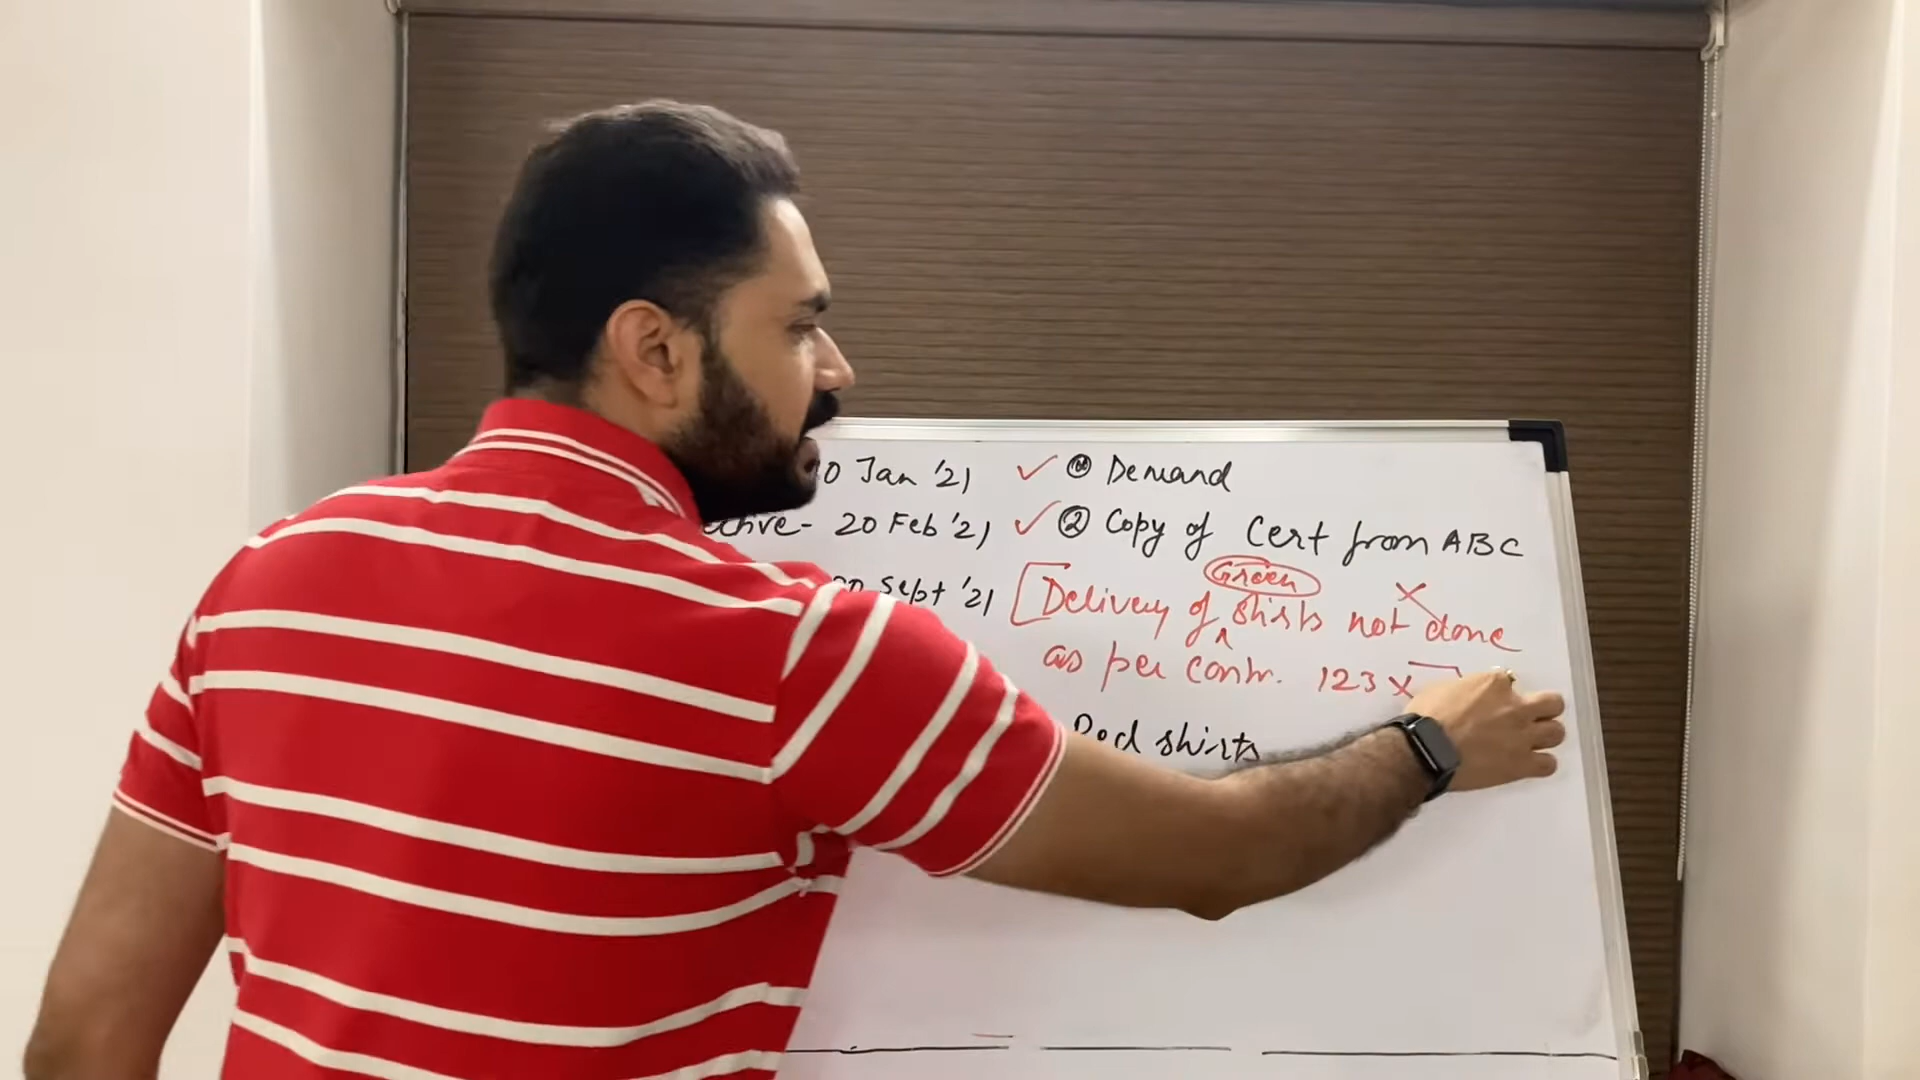 0 Jan '21 ✓ ① Demand
ective- 20 Feb '21 ✓ ② Copy of Cert from ABC
20 Sept '21
Green
[Delivery of ^ shirts not done
as per contr. 123 x
Red shirts